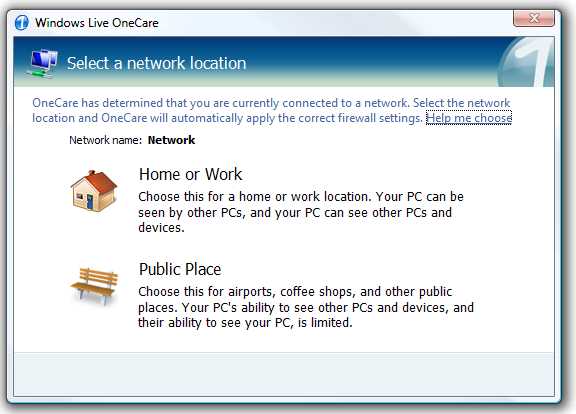 Windows Live OneCare
Select a network location
OneCare has determined that you are currently connected to a network. Select the network
location and OneCare will automatically apply the correct firewall settings. Help me choose
Network name: Network
Home or Work
Choose this for a home or work location. Your PC can be
seen by other PCs, and your PC can see other PCs and
devices.
Public Place
Choose this for airports, coffee shops, and other public
places. Your PC's ability to see other PCs and devices, and
their ability to see your PC, is limited.